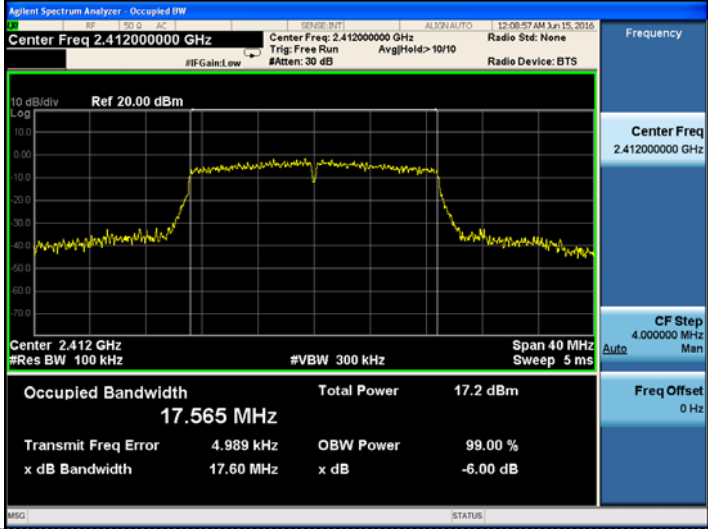 Agilent Spectrum Analyzer - Occupied BW
RF 50 Ω AC SENSE:INT ALIGN AUTO 12:08:57 AM Jun 15, 2016
Center Freq 2.412000000 GHz
Center Freq: 2.412000000 GHz
Radio Std: None
Trig: Free Run Avg|Hold:> 10/10
#IFGain:Low #Atten: 30 dB Radio Device: BTS
Frequency
10 dB/div Ref 20.00 dBm
Log
10.0
0.00
-10.0
-20.0
-30.0
-40.0
-50.0
-60.0
-70.0
Center 2.412 GHz Span 40 MHz
#Res BW 100 kHz #VBW 300 kHz Sweep 5 ms
Occupied Bandwidth Total Power 17.2 dBm
17.565 MHz
Transmit Freq Error 4.989 kHz OBW Power 99.00 %
x dB Bandwidth 17.60 MHz x dB -6.00 dB
Center Freq
2.412000000 GHz
CF Step
4.000000 MHz
Auto Man
Freq Offset
0 Hz
MSG STATUS